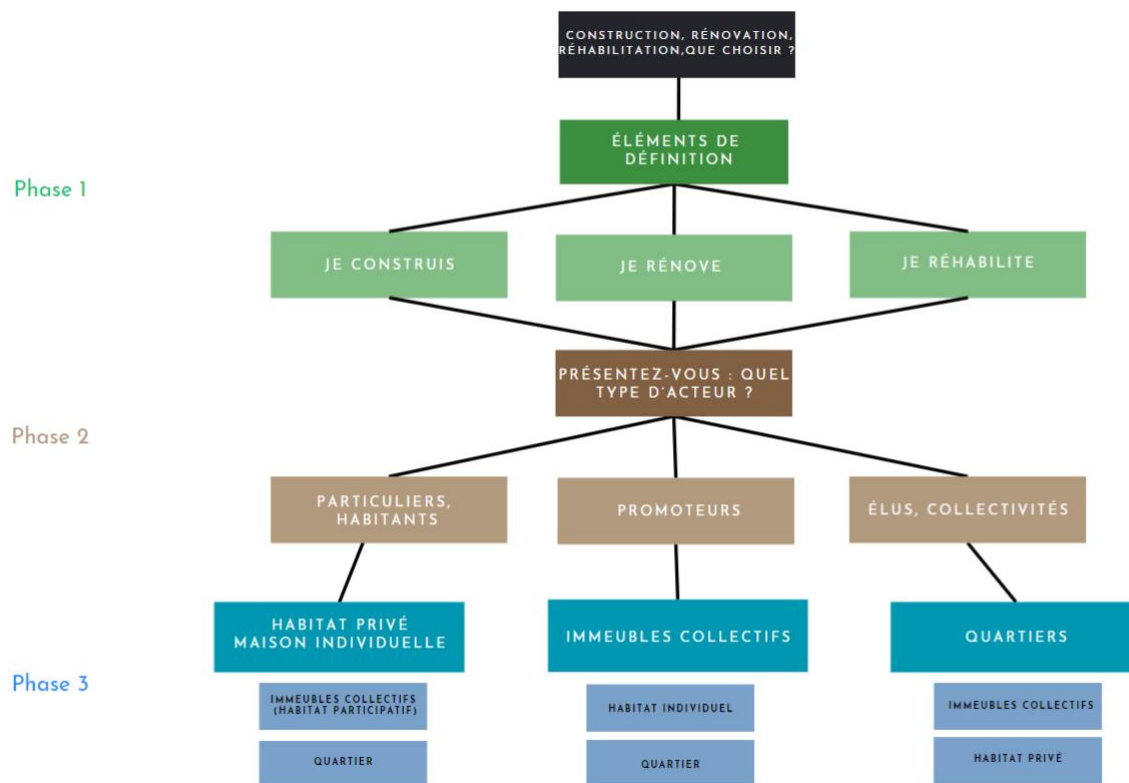 CONSTRUCTION, RÉNOVATION,
RÉHABILITATION,QUE CHOISIR ?
ÉLÉMENTS DE
DÉFINITION
Phase 1
JE CONSTRUIS
JE RÉNOVE
JE RÉHABILITE
PRÉSENTEZ-VOUS : QUEL
TYPE D'ACTEUR ?
Phase 2
PARTICULIERS,
HABITANTS
PROMOTEURS
ÉLUS, COLLECTIVITÉS
HABITAT PRIVÉ
MAISON INDIVIDUELLE
IMMEUBLES COLLECTIFS
QUARTIERS
Phase 3
IMMEUBLES COLLECTIFS
(HABITAT PARTICIPATIF)
HABITAT INDIVIDUEL
IMMEUBLES COLLECTIFS
QUARTIER
QUARTIER
HABITAT PRIVÉ